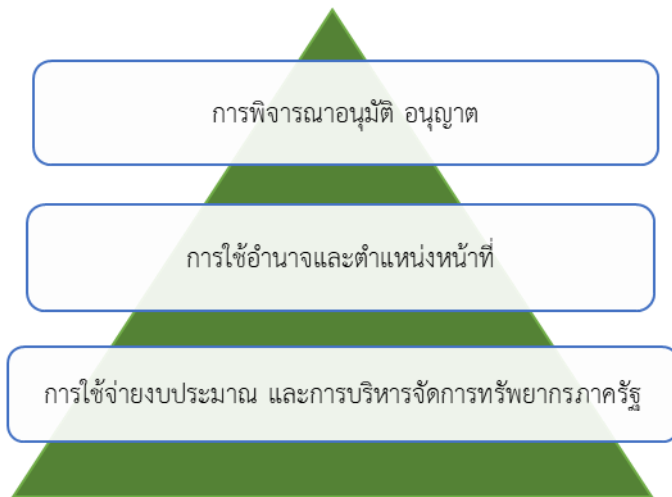 การพิจารณาอนุมัติ อนุญาต
การใช้อำนาจและตำแหน่งหน้าที่
การใช้จ่ายงบประมาณ และการบริหารจัดการทรัพยากรภาครัฐ